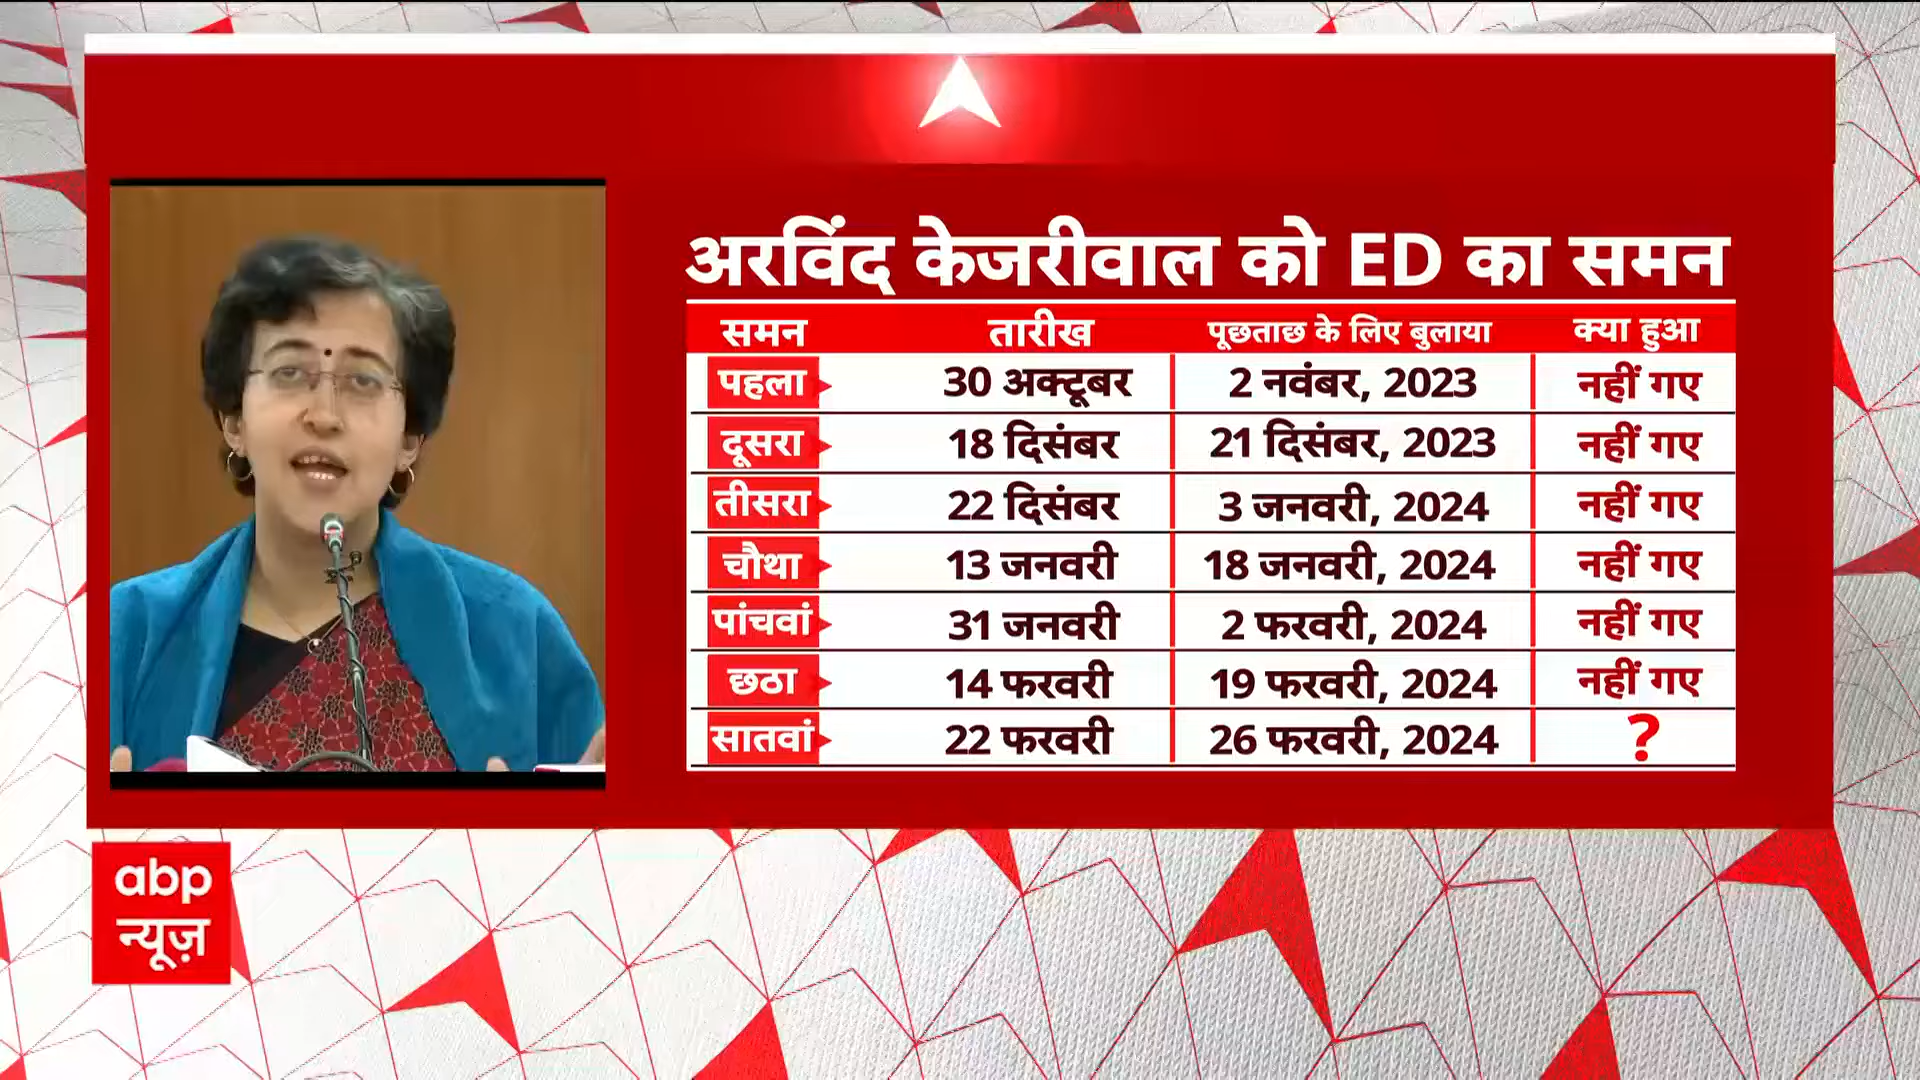 अरविंद केजरीवाल को ED का समन
समन तारीख पूछताछ के लिए बुलाया क्या हुआ
पहला 30 अक्टूबर 2 नवंबर, 2023 नहीं गए
दूसरा 18 दिसंबर 21 दिसंबर, 2023 नहीं गए
तीसरा 22 दिसंबर 3 जनवरी, 2024 नहीं गए
चौथा 13 जनवरी 18 जनवरी, 2024 नहीं गए
पांचवां 31 जनवरी 2 फरवरी, 2024 नहीं गए
छठा 14 फरवरी 19 फरवरी, 2024 नहीं गए
सातवां 22 फरवरी 26 फरवरी, 2024 ?
abp
न्यूज़